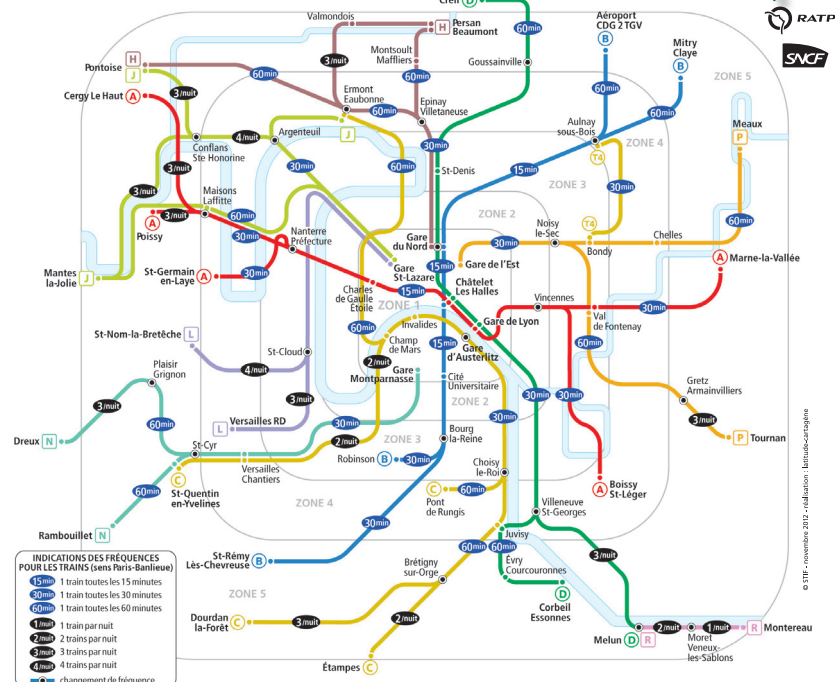 Creil D
Aéroport
CDG 2 TGV
B
RATP
SNCF
Valmondois
H
Persan
Beaumont
60min
Goussainville
Mitry
Claye
B
ZONE 5
Pontoise
H
J
3/nuit
60min
3/nuit
Montsoult
Maffliers
60min
60min
60min
Cergy Le Haut A
Ermont
Eaubonne
60min
Epinay
Villetaneuse
Aulnay
sous-Bois
Meaux
P
4/nuit
Argenteuil
J
30min
T4
ZONE 4
Conflans
Ste Honorine
3/nuit
30min
60min
St-Denis
15min
ZONE 3
30min
3/nuit
Maisons
Laffitte
3/nuit
A
Poissy
60min
30min
Nanterre
Préfecture
ZONE 2
Noisy
le-Sec
T4
60min
Gare
du Nord
30min
Bondy
Chelles
Mantes
la-Jolie
J
St-Germain
en-Laye
A
30min
Gare
St-Lazare
15min
Gare de l'Est
A
Marne-la-Vallée
Charles
de Gaulle
Étoile
15min
Châtelet
Les Halles
Vincennes
30min
ZONE 1
Invalides
Gare de Lyon
Val
de Fontenay
60min
St-Nom-la-Bretêche
L
60min
Champ
de Mars
15min
Gare
d'Austerlitz
60min
St-Cloud
2/nuit
Plaisir
Grignon
4/nuit
Gare
Montparnasse
Cité
Universitaire
Gretz
Armainvilliers
3/nuit
3/nuit
ZONE 2
30min
30min
30min
3/nuit
60min
Versailles RD
L
30min
Dreux
N
St-Cyr
2/nuit
ZONE 3
Bourg
la-Reine
P
Tournan
Robinson
B
30min
Versailles
Chantiers
C
St-Quentin
en-Yvelines
Choisy
le-Roi
60min
C
60min
Pont
de Rungis
A
Boissy
St-Léger
ZONE 4
Villeneuve
St-Georges
Rambouillet
N
30min
Juvisy
INDICATIONS DES FRÉQUENCES
POUR LES TRAINS (sens Paris-Banlieue)
15min 1 train toutes les 15 minutes
30min 1 train toutes les 30 minutes
60min 1 train toutes les 60 minutes
1/nuit 1 train par nuit
2/nuit 2 trains par nuit
3/nuit 3 trains par nuit
4/nuit 4 trains par nuit
changement de fréquence
St-Rémy
Lès-Chevreuse
B
Brétigny
sur-Orge
60min
60min
Evry
Courcouronnes
3/nuit
D
Corbeil
Essonnes
ZONE 5
Dourdan
la-Forêt
C
3/nuit
2/nuit
Étampes
C
Melun
D
R
2/nuit
Moret
Veneux-
les-Sablons
1/nuit
R
Montereau
© STIF - novembre 2012 - réalisation : latitude-cartagène